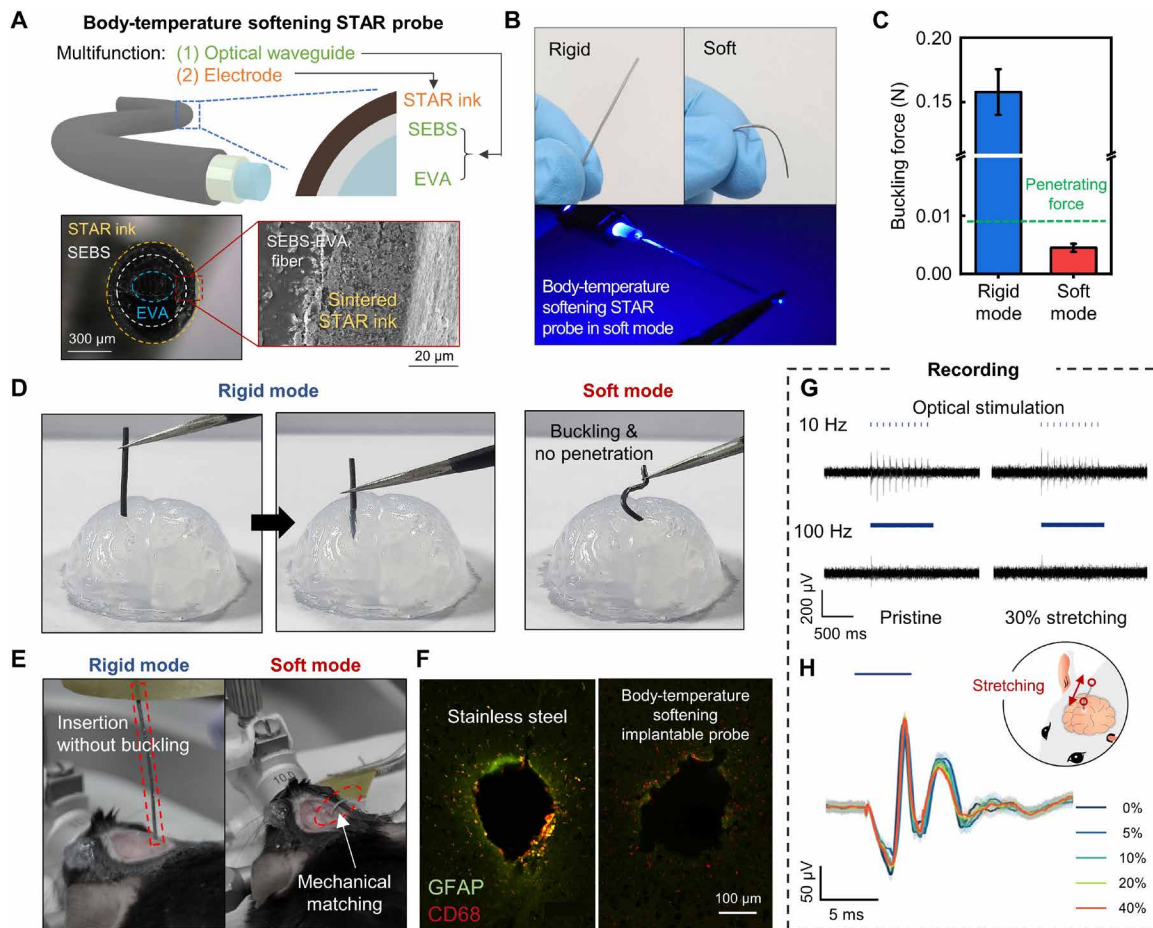 A
Body-temperature softening STAR probe
Multifunction: (1) Optical waveguide
(2) Electrode
STAR ink
SEBS
EVA
STAR ink
SEBS
EVA
300 µm
SEBS-EVA
fiber
Sintered
STAR ink
20 µm
B
Rigid
Soft
Body-temperature
softening STAR
probe in soft mode
C
Buckling force (N)
0.20
0.15
0.01
0.00
Penetrating
force
Rigid
mode
Soft
mode
D
Rigid mode
Soft mode
Buckling &
no penetration
E
Rigid mode
Soft mode
Insertion
without buckling
10.0
Mechanical
matching
F
Stainless steel
GFAP
CD68
Body-temperature
softening
implantable probe
100 µm
Recording
G
Optical stimulation
10 Hz
100 Hz
200 µV
500 ms
Pristine
30% stretching
H
Stretching
50 µV
5 ms
0%
5%
10%
20%
40%